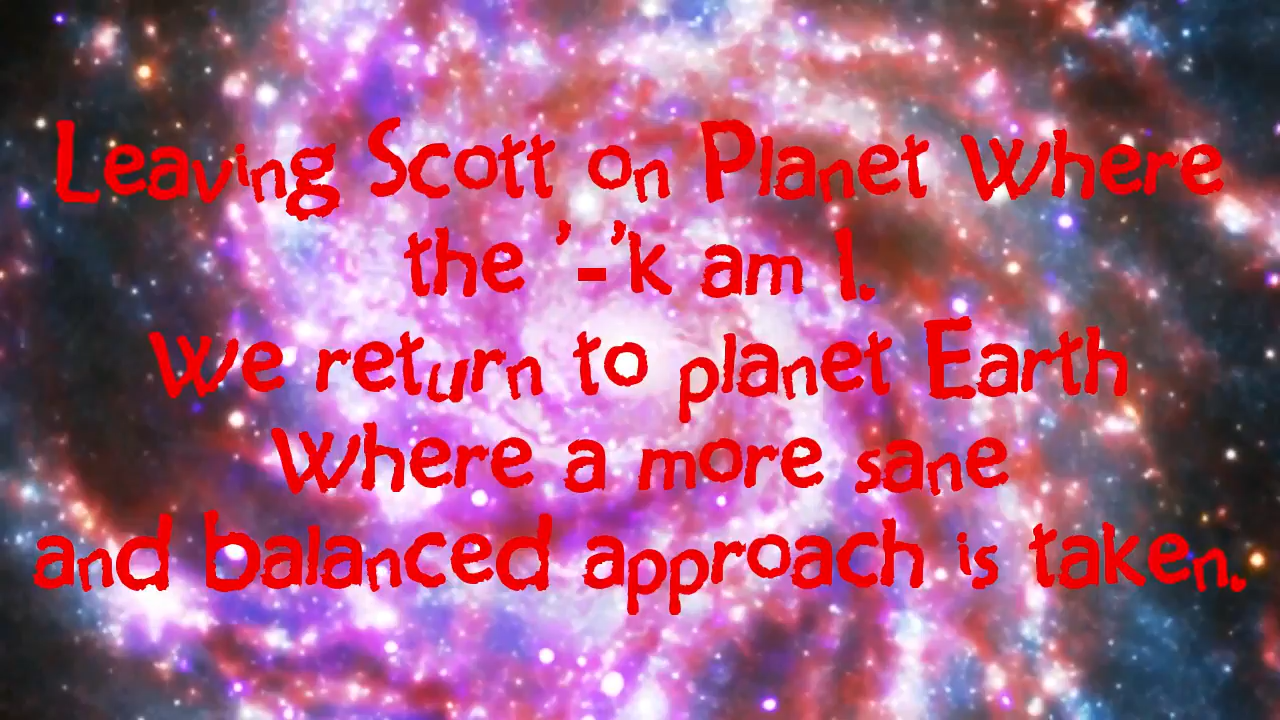 Leaving Scott on Planet Where
the '-'k am I.
We return to planet Earth
Where a more sane
and balanced approach is taken.